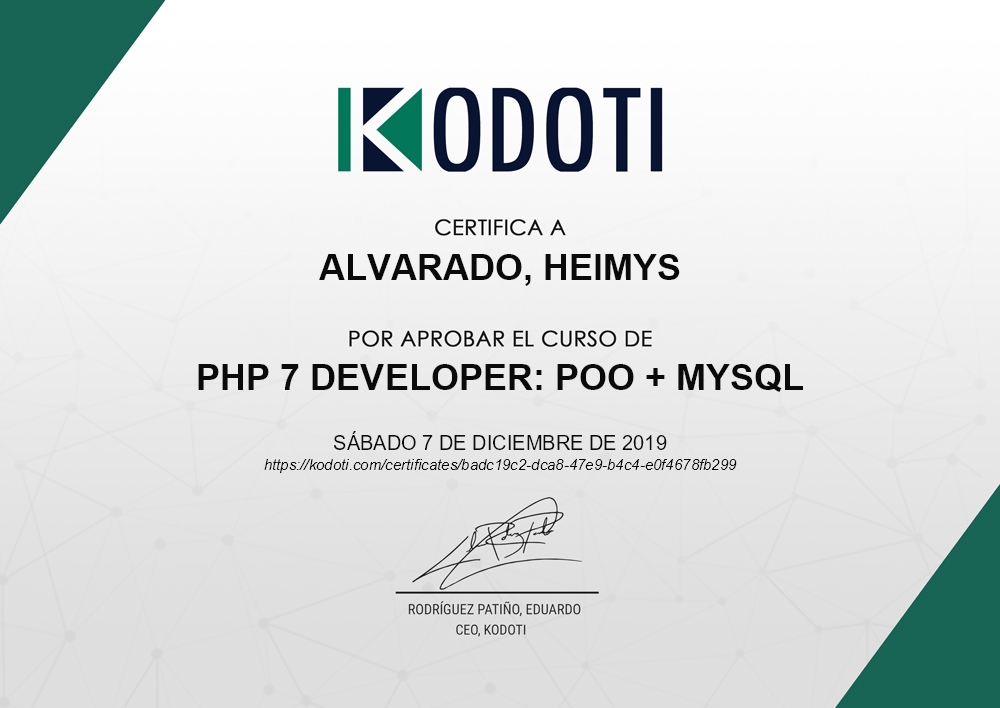 KODOTI
CERTIFICA A
ALVARADO, HEIMYS
POR APROBAR EL CURSO DE
PHP 7 DEVELOPER: POO + MYSQL
SÁBADO 7 DE DICIEMBRE DE 2019
https://kodoti.com/certificates/badc19c2-dca8-47e9-b4c4-e0f4678fb299
RODRÍGUEZ PATIÑO, EDUARDO
CEO, KODOTI